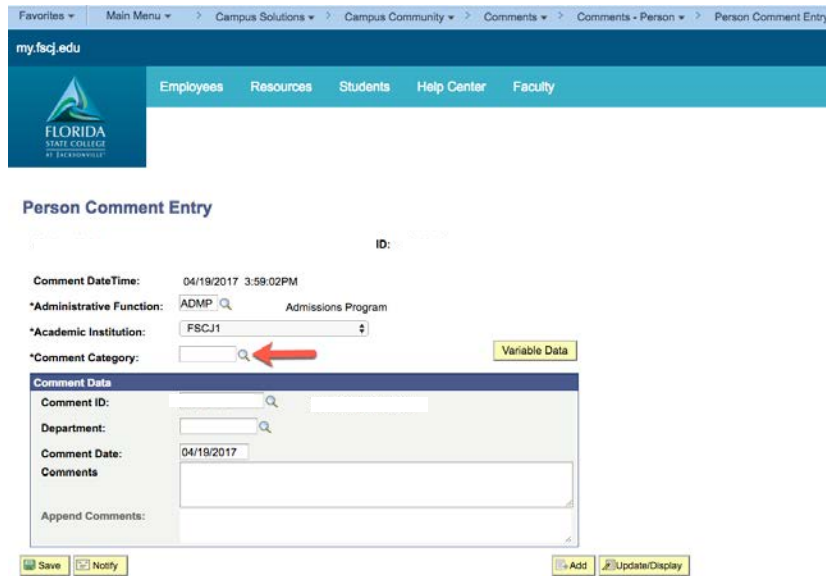 Favorites Main Menu > Campus Solutions > Campus Community > Comments > Comments - Person > Person Comment Entry
my.fscj.edu
Employees Resources Students Help Center Faculty
FLORIDA
STATE COLLEGE
AT JACKSONVILLE
Person Comment Entry
ID:
Comment DateTime: 04/19/2017 3:59:02PM
*Administrative Function: ADMP Admissions Program
*Academic Institution: FSCJ1
*Comment Category: Variable Data
Comment Data
Comment ID:
Department:
Comment Date: 04/19/2017
Comments
Append Comments:
Save Notify Add Update/Display